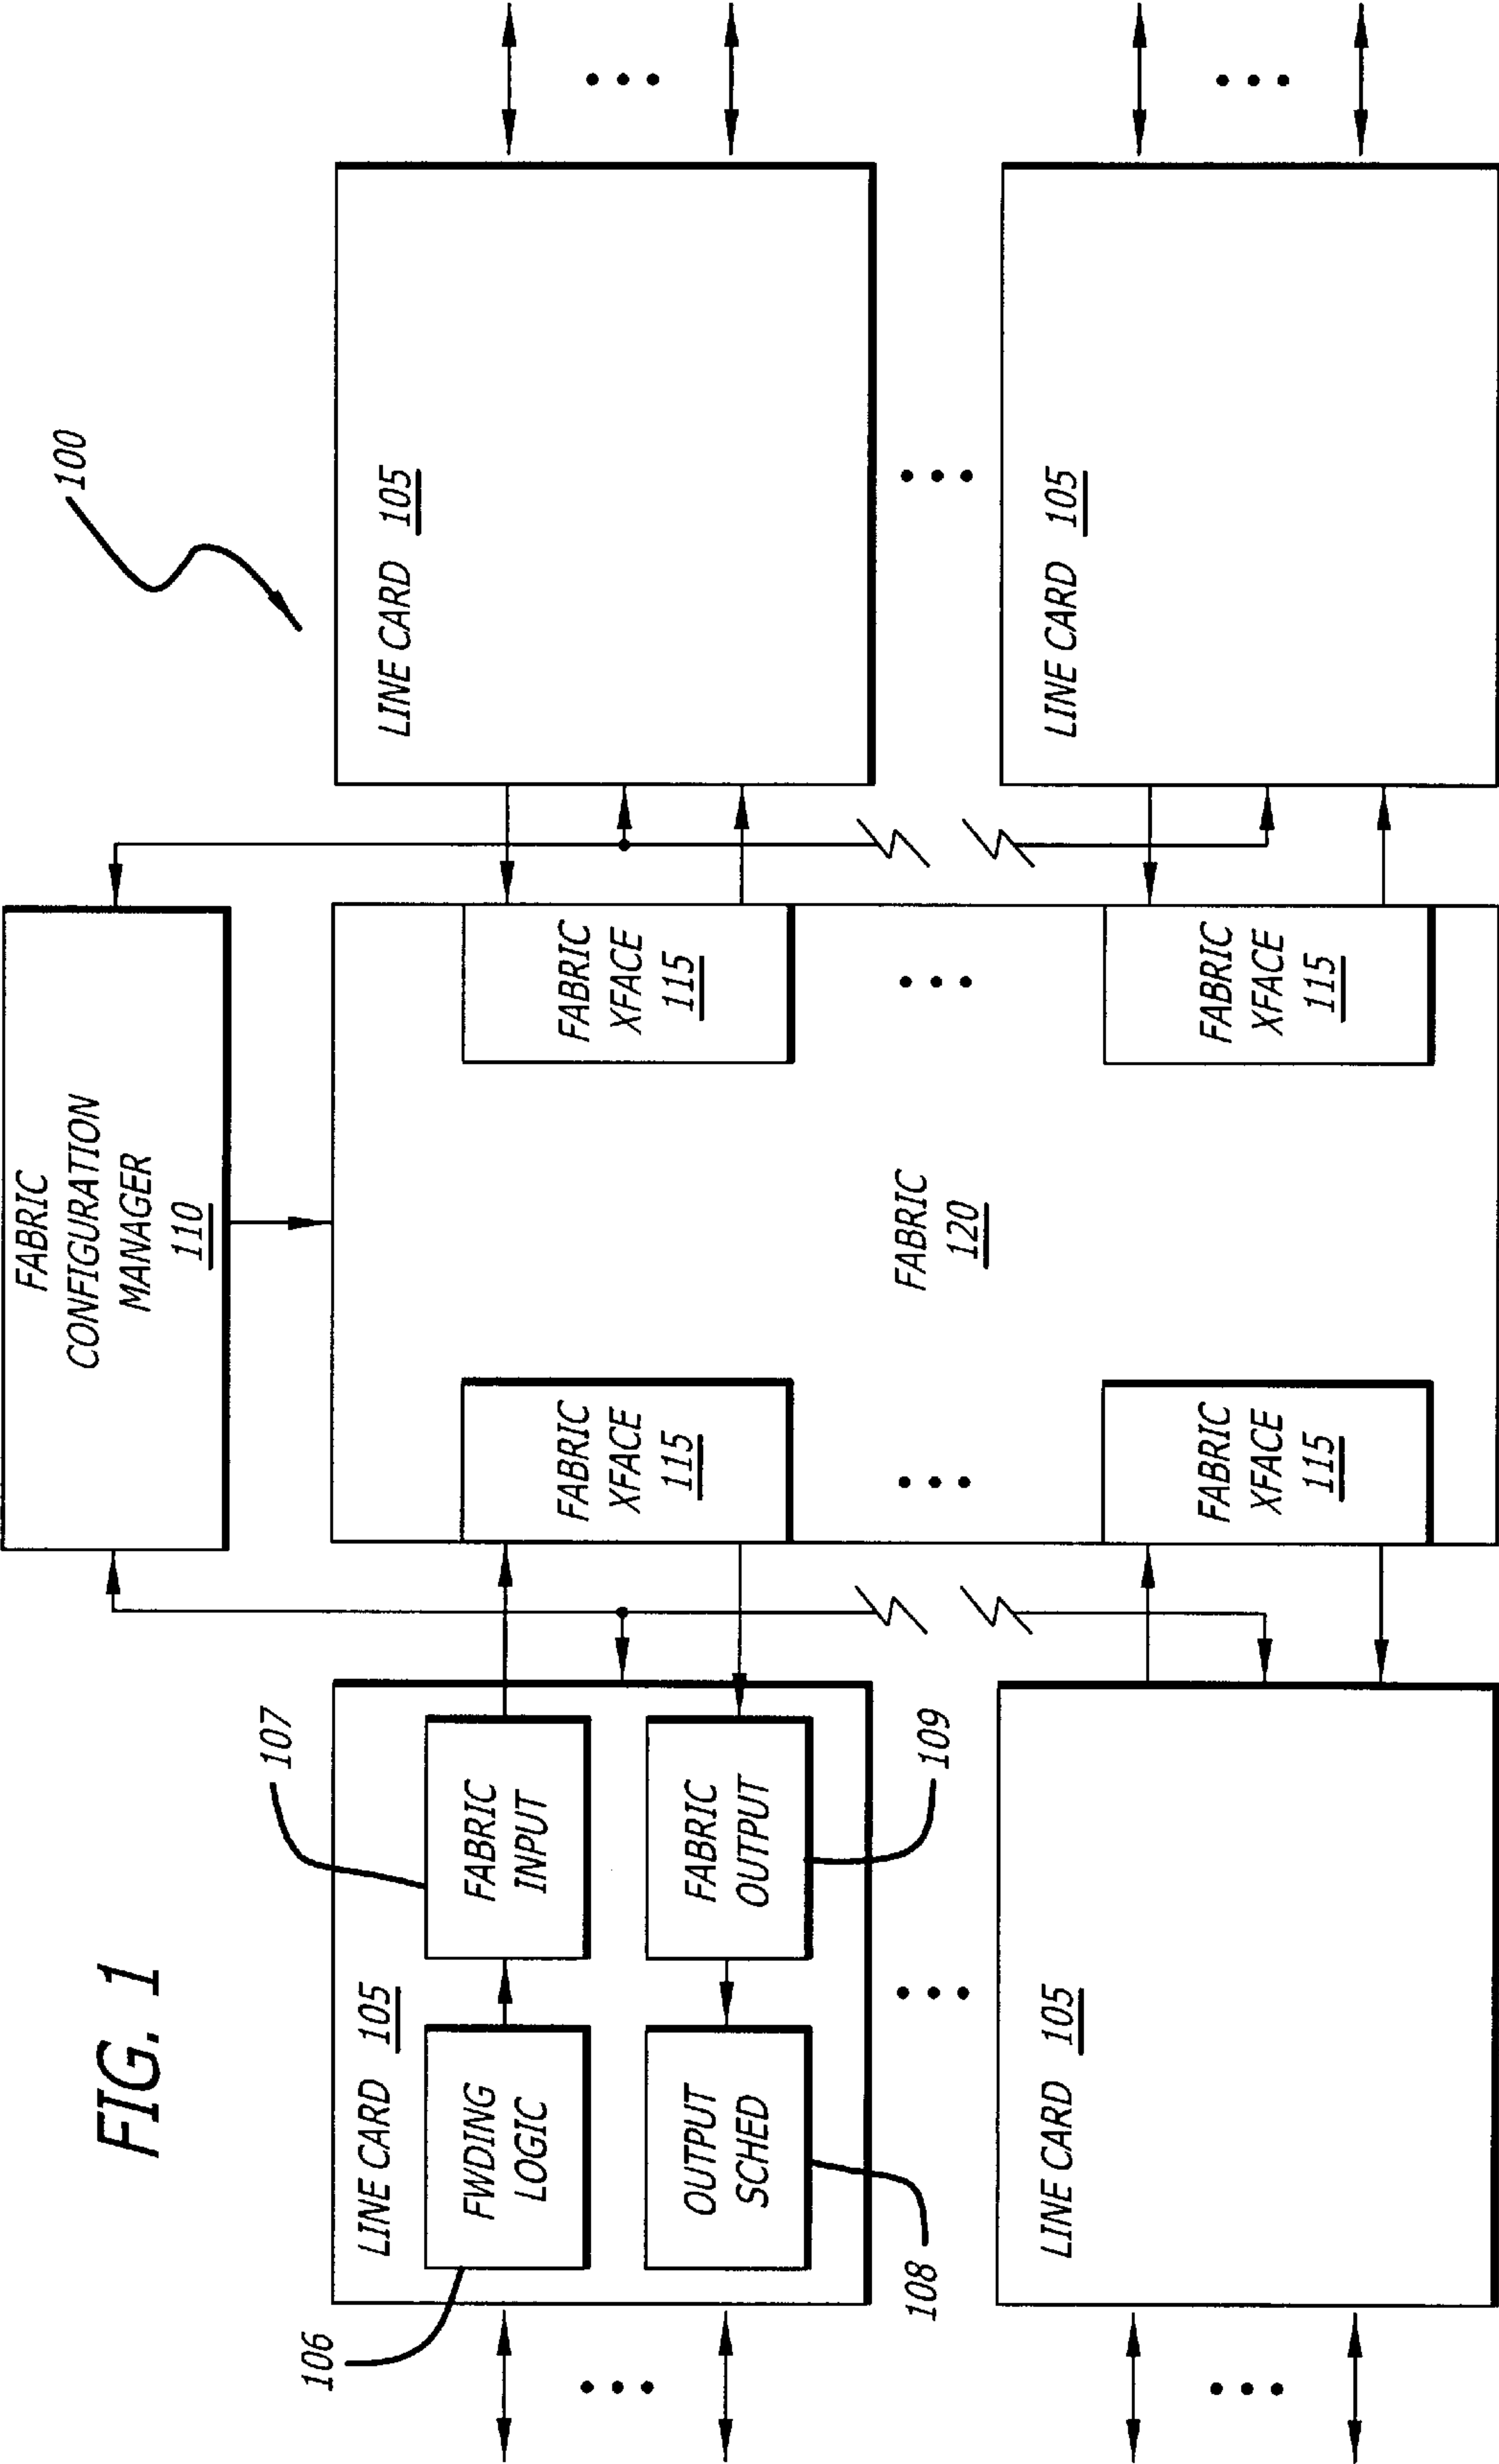 FIG. 1
100
FABRIC
CONFIGURATION
MANAGER
110
LINE CARD 105
FWDING
LOGIC
106
FABRIC
INPUT
107
OUTPUT
SCHED
108
FABRIC
OUTPUT
109
FABRIC
XFACE
115
FABRIC
XFACE
115
LINE CARD 105
FABRIC
120
LINE CARD 105
FABRIC
XFACE
115
FABRIC
XFACE
115
LINE CARD 105